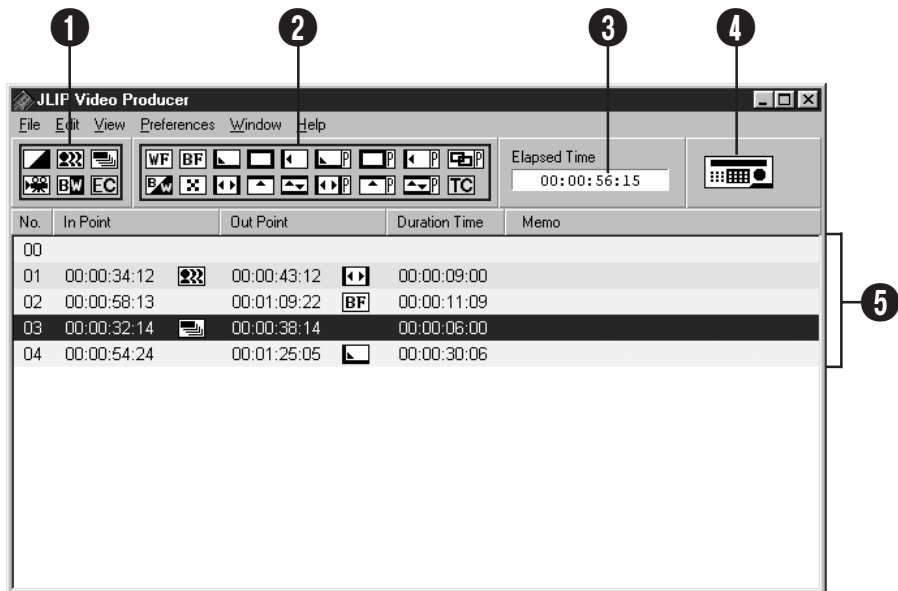 1 2 3 4
JLIP Video Producer
File Edit View Preferences Window Help
WF BF P P P P
BW EC B/W P P P TC
Elapsed Time
00:00:56:15
No. In Point Out Point Duration Time Memo
00
01 00:00:34:12 00:00:43:12 00:00:09:00
02 00:00:58:13 00:01:09:22 BF 00:00:11:09
03 00:00:32:14 00:00:38:14 00:00:06:00
04 00:00:54:24 00:01:25:05 00:00:30:06
5